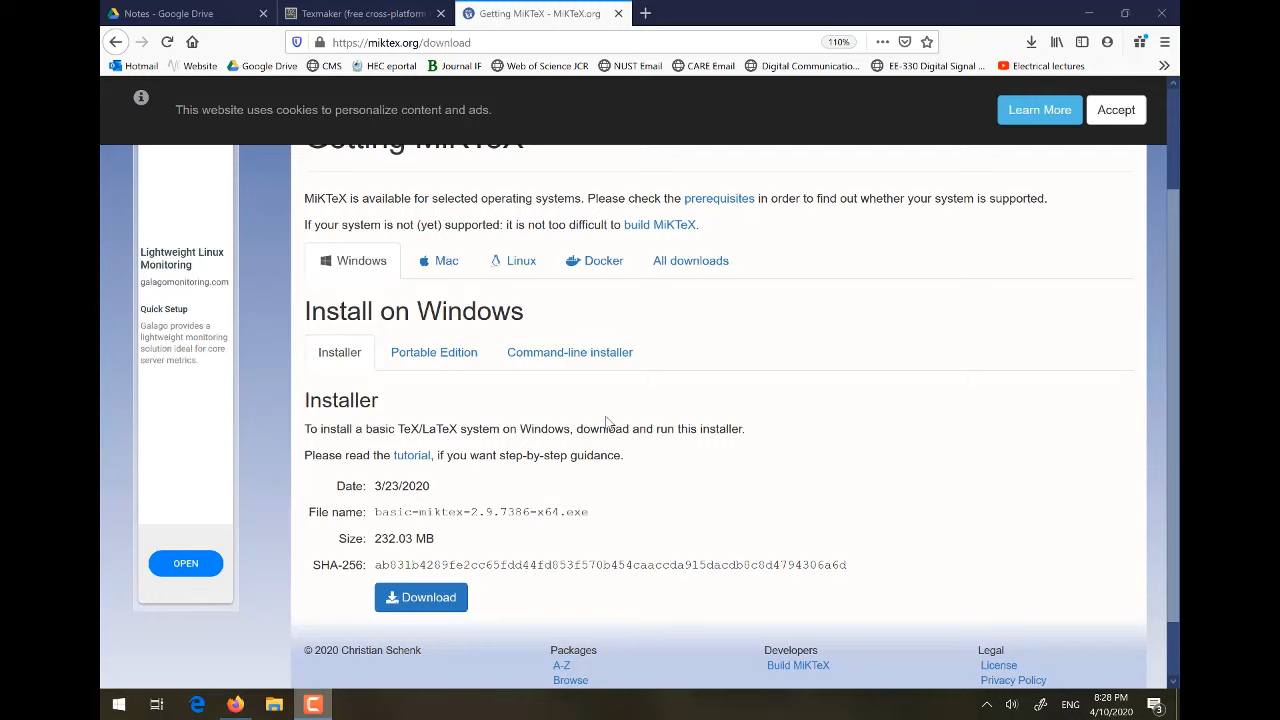 Notes - Google Drive
Texmaker (free cross-platform
Getting MiKTeX - MiKTeX.org
https://miktex.org/download
110%
Hotmail
Website
Google Drive
CMS
HEC eportal
Journal IF
Web of Science JCR
NUST Email
CARE Email
Digital Communicatio...
EE-330 Digital Signal ...
Electrical lectures
This website uses cookies to personalize content and ads.
Learn More
Accept
Getting MiKTeX
MiKTeX is available for selected operating systems. Please check the prerequisites in order to find out whether your system is supported.
If your system is not (yet) supported: it is not too difficult to build MiKTeX.
Windows
Mac
Linux
Docker
All downloads
Install on Windows
Installer
Portable Edition
Command-line installer
Installer
To install a basic TeX/LaTeX system on Windows, download and run this installer.
Please read the tutorial, if you want step-by-step guidance.
Date: 3/23/2020
File name: basic-miktex-2.9.7386-x64.exe
Size: 232.03 MB
SHA-256: ab831b4289fe2cc65fdd44fd853f570b454caaccda915dacdb8c8d4794306a6d
Download
Lightweight Linux
Monitoring
galagomonitoring.com
Quick Setup
Galago provides a
lightweight monitoring
solution ideal for core
server metrics.
OPEN
© 2020 Christian Schenk
Packages
A-Z
Browse
Developers
Build MiKTeX
Legal
License
Privacy Policy
ENG
8:28 PM
4/10/2020
3